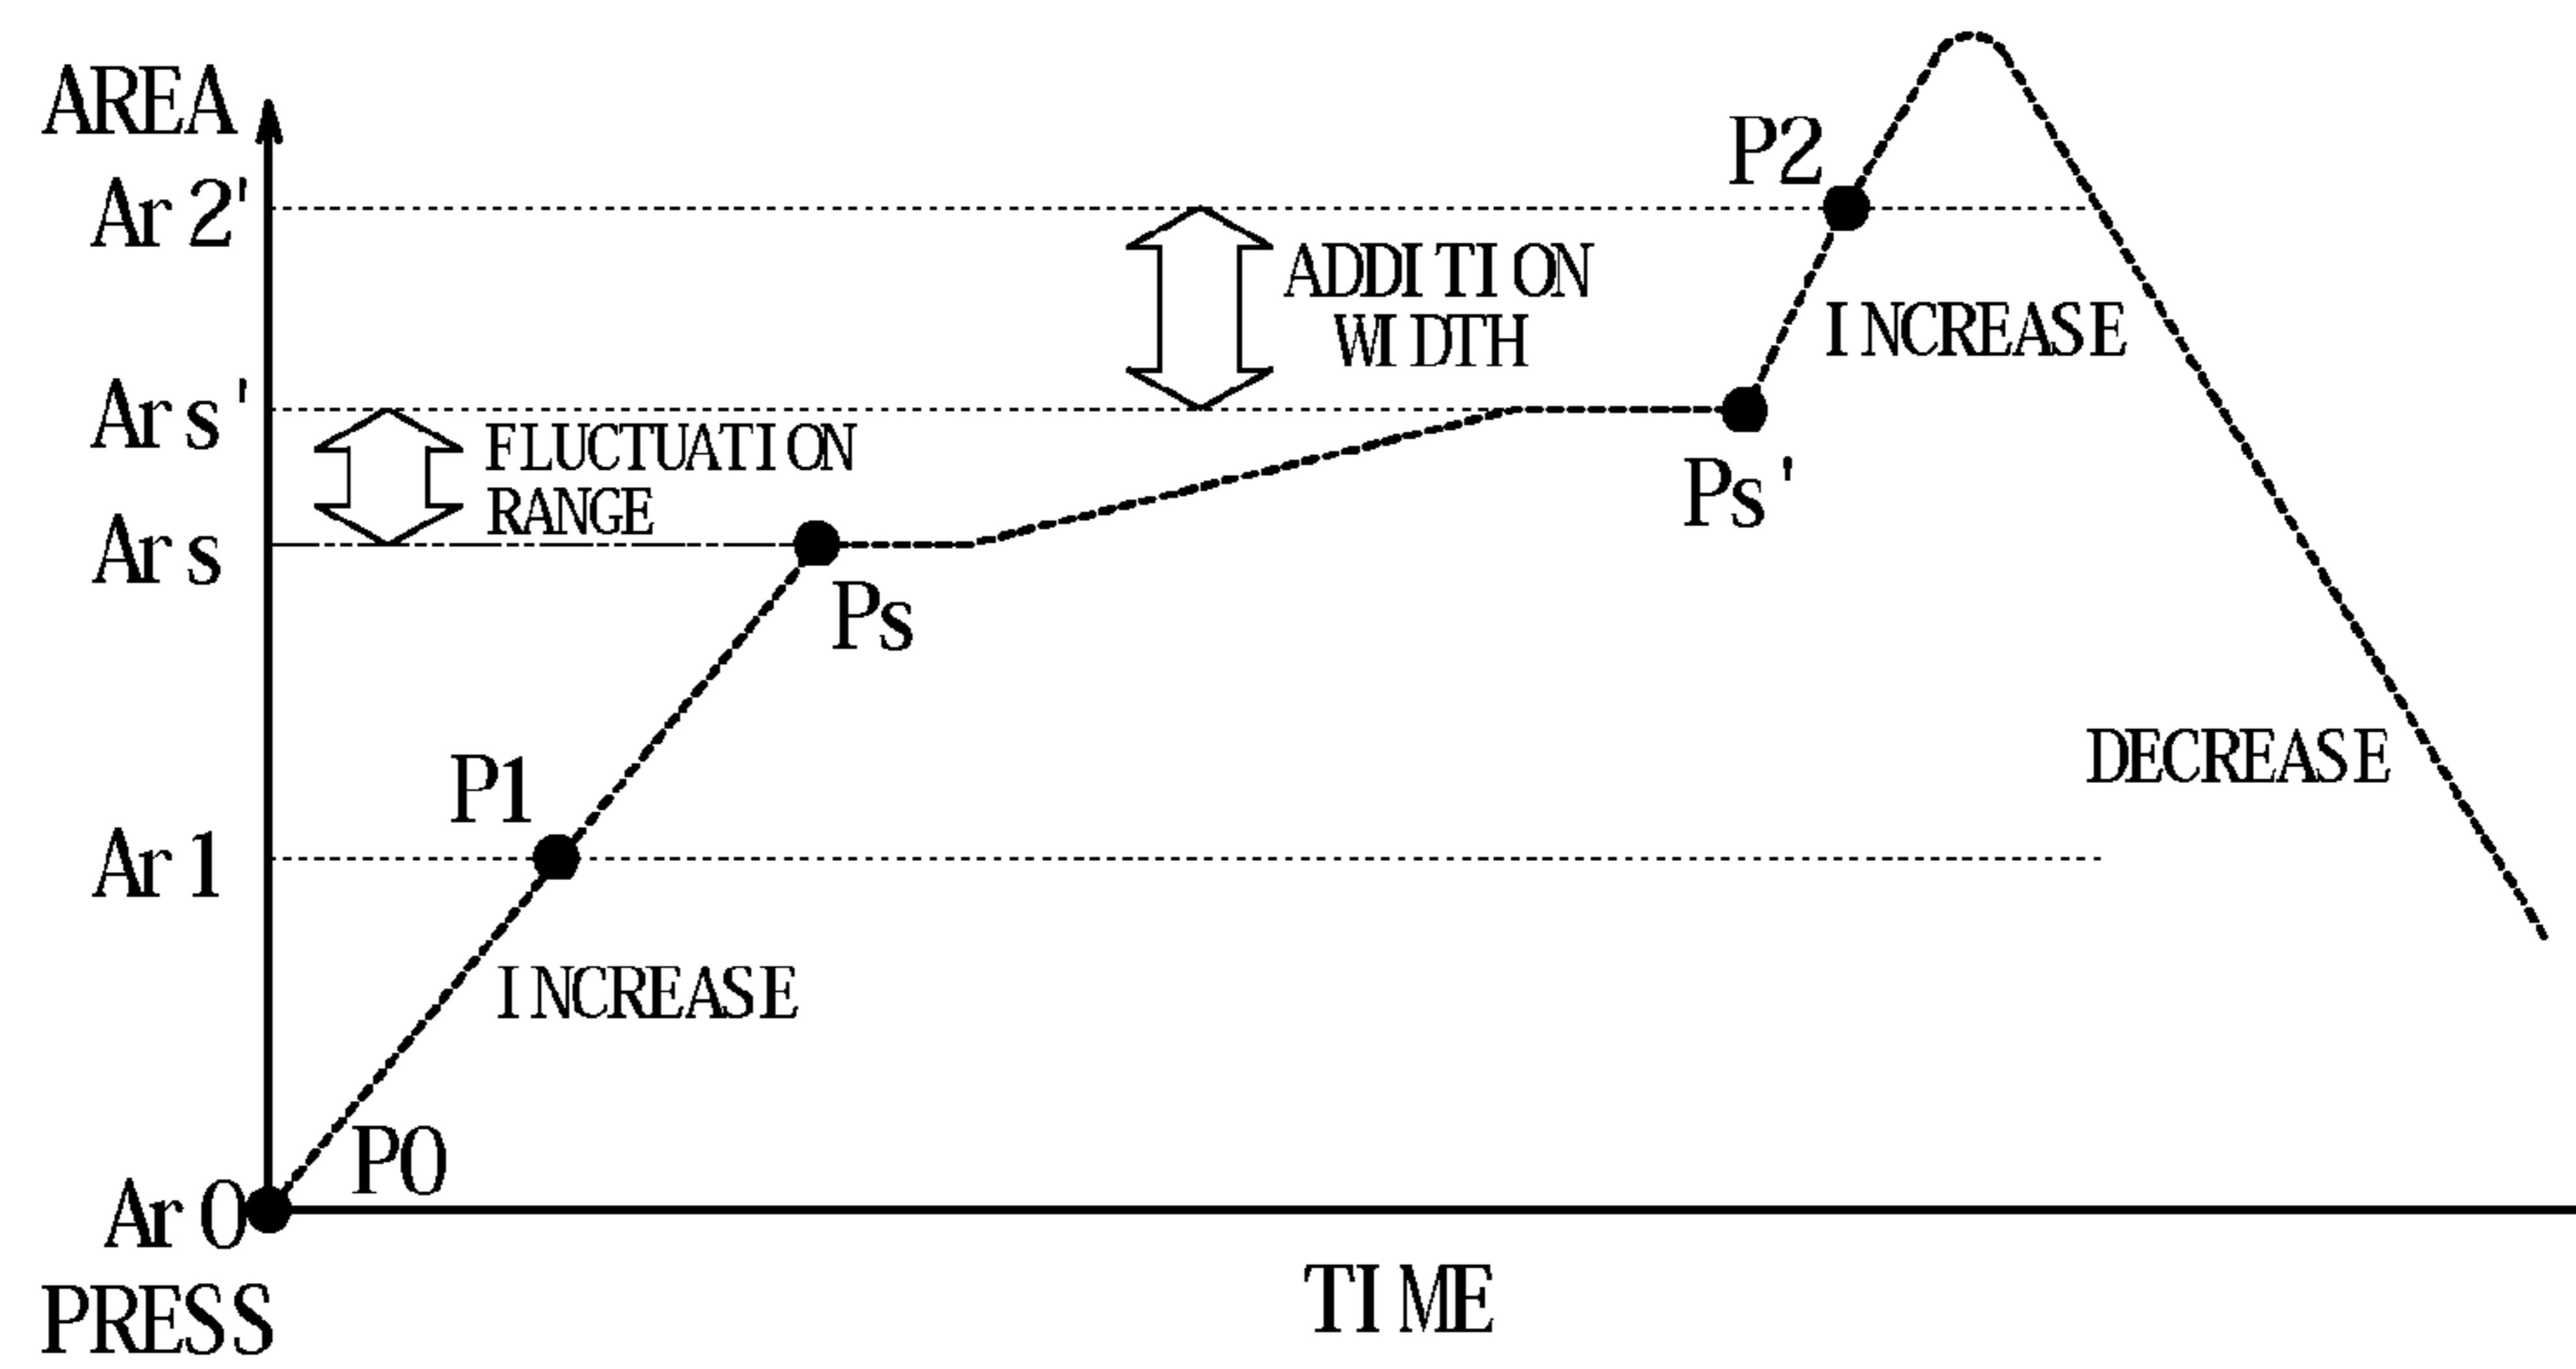 AREA
Ar2'
P2
ADDITION
WIDTH
INCREASE
Ars'
FLUCTUATION
RANGE
Ps'
Ars
Ps
P1
DECREASE
Ar1
INCREASE
P0
Ar0
PRESS
TIME